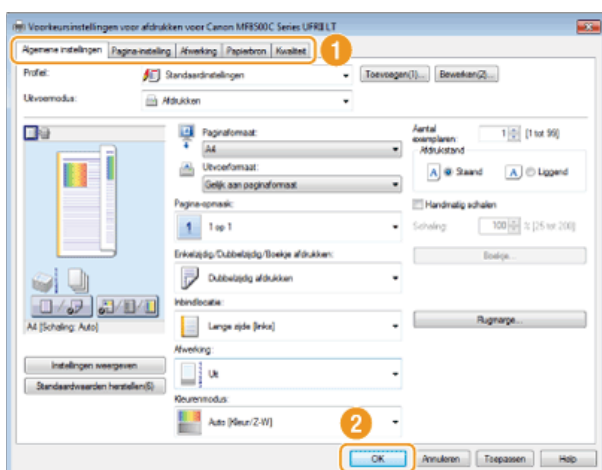 Voorkeursinstellingen voor afdrukken voor Canon MF8500C Series UFRII LT
Algemene instellingen Pagina-instelling Afwerking Papierbron Kwaliteit
1
Profiel: Standaardinstellingen Toevoegen(1)... Bewerken(2)...
Uitvoermodus: Afdrukken
Paginaformaat: Aantal exemplaren: 1 [1 tot 99]
A4 Afdrukstand
Uitvoerformaat: A Staand A Liggend
Gelijk aan paginaformaat
Pagina-opmaak: Handmatig schalen
1 1 op 1 Schaling: 100 % [25 tot 200]
Enkelzijdig/Dubbelzijdig/Boekje afdrukken: Boekje...
Dubbelzijdig afdrukken
Inbindlocatie:
A4 [Schaling: Auto] Lange zijde [links] Rugmarge...
Afwerking:
Instellingen weergeven Uit
Standaardwaarden herstellen(6)
Kleurenmodus:
Auto [Kleur/Z-W]
2
OK Annuleren Toepassen Help